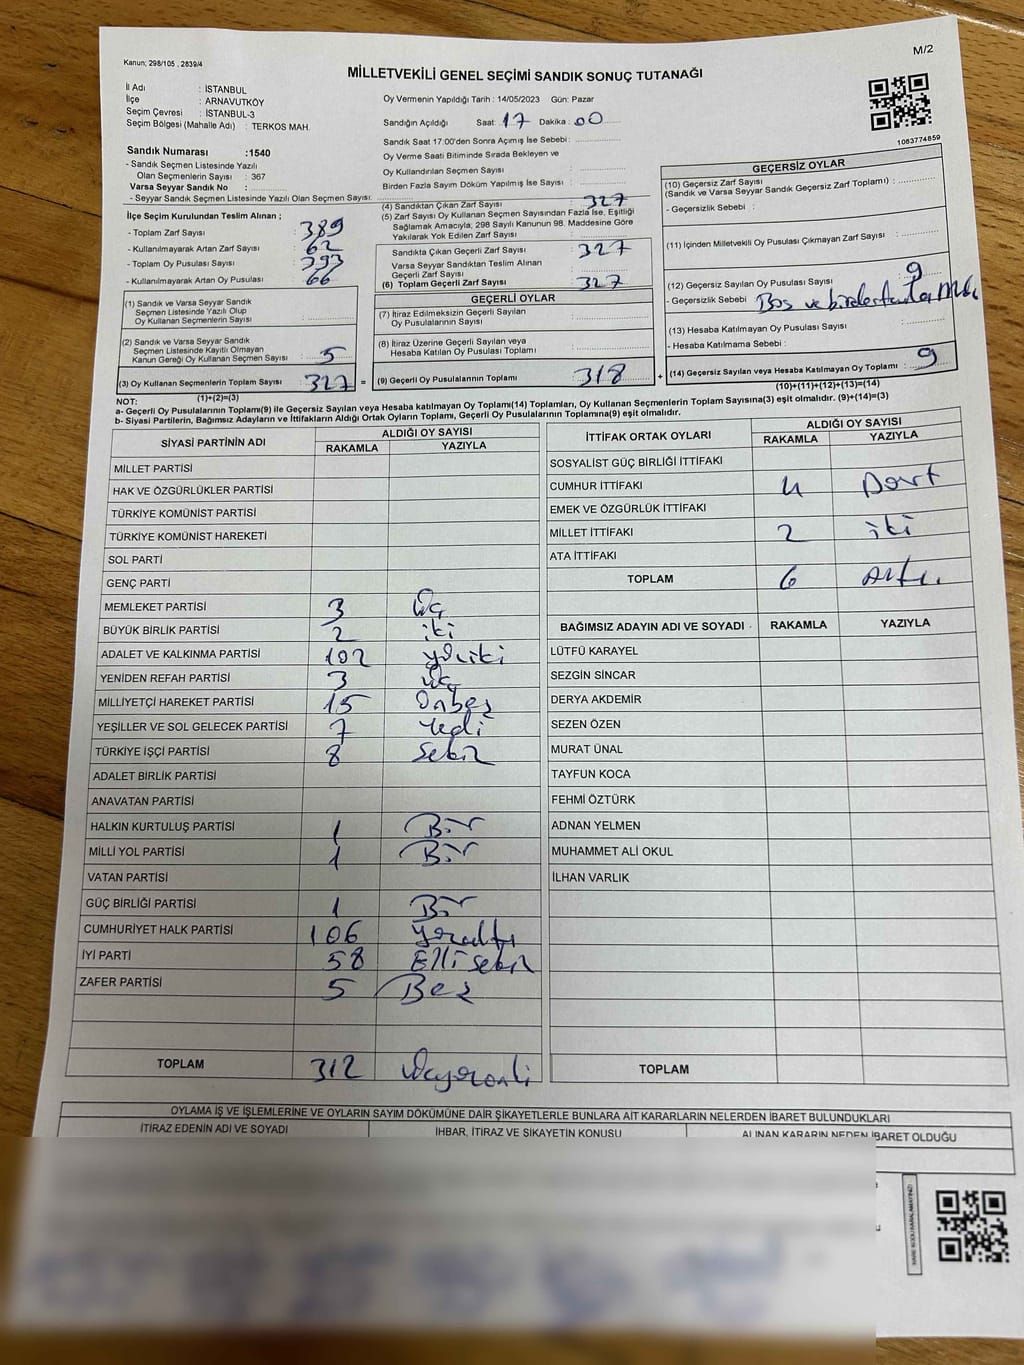 Kanun; 298/105 , 2839/4
M/2
MİLLETVEKİLİ GENEL SEÇİMİ SANDIK SONUÇ TUTANAĞI
İl Adı : İSTANBUL
İlçe : ARNAVUTKÖY
Seçim Çevresi : İSTANBUL-3
Seçim Bölgesi (Mahalle Adı) : TERKOS MAH.
Oy Vermenin Yapıldığı Tarih : 14/05/2023 Gün: Pazar
Sandığın Açıldığı Saat: 17 Dakika : 00
Sandık Saat 17:00'den Sonra Açımış İse Sebebi :
Oy Verme Saati Bitiminde Sırada Bekleyen ve
Oy Kullandırılan Seçmen Sayısı
Birden Fazla Sayım Döküm Yapılmış İse Sayısı :
1083774859
Sandık Numarası :1540
- Sandık Seçmen Listesinde Yazılı
Olan Seçmenlerin Sayısı : 367
Varsa Seyyar Sandık No :
- Seyyar Sandık Seçmen Listesinde Yazılı Olan Seçmen Sayısı:
İlçe Seçim Kurulundan Teslim Alınan ;
- Toplam Zarf Sayısı : 389
- Kullanılmayarak Artan Zarf Sayısı : 62
- Toplam Oy Pusulası Sayısı : 393
- Kullanılmayarak Artan Oy Pusulası : 66
(1) Sandık ve Varsa Seyyar Sandık
Seçmen Listesinde Yazılı Olup
Oy Kullanan Seçmenlerin Sayısı :
(2) Sandık ve Varsa Seyyar Sandık
Seçmen Listesinde Kayıtlı Olmayan
Kanun Gereği Oy Kullanan Seçmen Sayısı : 5
(3) Oy Kullanan Seçmenlerin Toplam Sayısı : 327
(1)+(2)=(3)
(4) Sandıktan Çıkan Zarf Sayısı : 327
(5) Zarf Sayısı Oy Kullanan Seçmen Sayısından Fazla İse, Eşitliği
Sağlamak Amacıyla; 298 Sayılı Kanunun 98. Maddesine Göre
Yakılarak Yok Edilen Zarf Sayısı :
Sandıkta Çıkan Geçerli Zarf Sayısı : 327
Varsa Seyyar Sandıktan Teslim Alınan
Geçerli Zarf Sayısı :
(6) Toplam Geçerli Zarf Sayısı : 327
GEÇERLİ OYLAR
(7) İtiraz Edilmeksizin Geçerli Sayılan
Oy Pusulalarının Sayısı :
(8) İtiraz Üzerine Geçerli Sayılan veya
Hesaba Katılan Oy Pusulası Toplamı :
= (9) Geçerli Oy Pusulalarının Toplamı : 318
GEÇERSİZ OYLAR
(10) Geçersiz Zarf Sayısı
(Sandık ve Varsa Seyyar Sandık Geçersiz Zarf Toplamı) :
- Geçersizlik Sebebi :
(11) İçinden Milletvekili Oy Pusulası Çıkmayan Zarf Sayısı :
(12) Geçersiz Sayılan Oy Pusulası Sayısı : 9
- Geçersizlik Sebebi : Boş ve
(13) Hesaba Katılmayan Oy Pusulası Sayısı :
- Hesaba Katılmama Sebebi :
+ (14) Geçersiz Sayılan veya Hesaba Katılmayan Oy Toplamı : 9
(10)+(11)+(12)+(13)=(14)
NOT:
a- Geçerli Oy Pusulalarının Toplamı(9) ile Geçersiz Sayılan veya Hesaba katılmayan Oy Toplamı(14) Toplamları, Oy Kullanan Seçmenlerin Toplam Sayısına(3) eşit olmalıdır. (9)+(14)=(3)
b- Siyasi Partilerin, Bağımsız Adayların ve İttifakların Aldığı Ortak Oyların Toplamı, Geçerli Oy Pusulalarının Toplamına(9) eşit olmalıdır.
SİYASİ PARTİNİN ADI
ALDIĞI OY SAYISI
RAKAMLA YAZIYLA
MİLLET PARTİSİ
HAK VE ÖZGÜRLÜKLER PARTİSİ
TÜRKİYE KOMÜNİST PARTİSİ
TÜRKİYE KOMÜNİST HAREKETİ
SOL PARTİ
GENÇ PARTİ
MEMLEKET PARTİSİ 3 Üç
BÜYÜK BİRLİK PARTİSİ 2 iki
ADALET VE KALKINMA PARTİSİ 102 yüziki
YENİDEN REFAH PARTİSİ 3 Üç
MİLLİYETÇİ HAREKET PARTİSİ 15 Onbeş
YEŞİLLER VE SOL GELECEK PARTİSİ 7 Yedi
TÜRKİYE İŞÇİ PARTİSİ 8 Sekiz
ADALET BİRLİK PARTİSİ
ANAVATAN PARTİSİ
HALKIN KURTULUŞ PARTİSİ 1 Bir
MİLLİ YOL PARTİSİ 1 Bir
VATAN PARTİSİ
GÜÇ BİRLİĞİ PARTİSİ 1 Bir
CUMHURİYET HALK PARTİSİ 106 yüzaltı
İYİ PARTİ 58 Elli sekiz
ZAFER PARTİSİ 5 Beş
TOPLAM 312 Üçyüzoniki
İTTİFAK ORTAK OYLARI
ALDIĞI OY SAYISI
RAKAMLA YAZIYLA
SOSYALİST GÜÇ BİRLİĞİ İTTİFAKI
CUMHUR İTTİFAKI 4 Dört
EMEK VE ÖZGÜRLÜK İTTİFAKI
MİLLET İTTİFAKI 2 iki
ATA İTTİFAKI
TOPLAM 6 Altı
BAĞIMSIZ ADAYIN ADI VE SOYADI RAKAMLA YAZIYLA
LÜTFÜ KARAYEL
SEZGİN SİNCAR
DERYA AKDEMİR
SEZEN ÖZEN
MURAT ÜNAL
TAYFUN KOCA
FEHMİ ÖZTÜRK
ADNAN YELMEN
MUHAMMET ALİ OKUL
İLHAN VARLIK
TOPLAM
OYLAMA İŞ VE İŞLEMLERİNE VE OYLARIN SAYIM DÖKÜMÜNE DAİR ŞİKAYETLERLE BUNLARA AİT KARARLARIN NELERDEN İBARET BULUNDUKLARI
İTİRAZ EDENİN ADI VE SOYADI İHBAR, İTİRAZ VE ŞİKAYETİN KONUSU ALINAN KARARIN NEDEN İBARET OLDUĞU